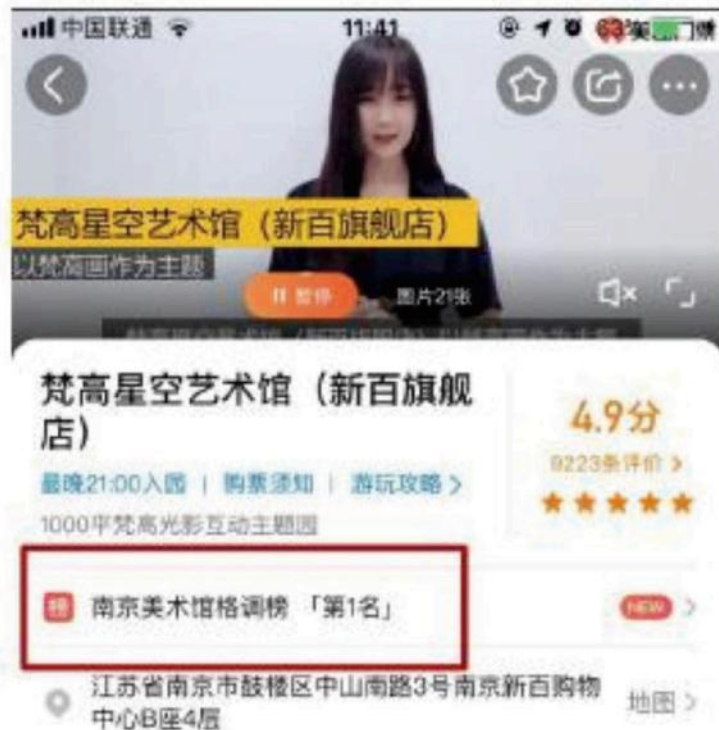 中国联通
11:41
梵高星空艺术馆（新百旗舰店）
以梵高画作为主题
暂停
图片21张
梵高星空艺术馆（新百旗舰
店）
4.9分
9223条评价 >
最晚21:00入园 | 购票须知 | 游玩攻略 >
1000平梵高光影互动主题园
榜 南京美术馆格调榜 「第1名」
NEW >
江苏省南京市鼓楼区中山南路3号南京新百购物
中心B座4层
地图 >